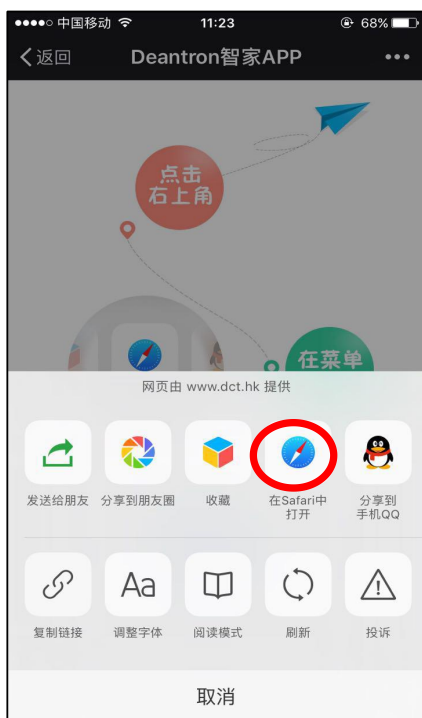 中国移动 11:23 68%
返回 Deantron智家APP
点击
右上角
在菜单
网页由 www.dct.hk 提供
发送给朋友 分享到朋友圈 收藏 在Safari中打开 分享到手机QQ
复制链接 调整字体 阅读模式 刷新 投诉
取消